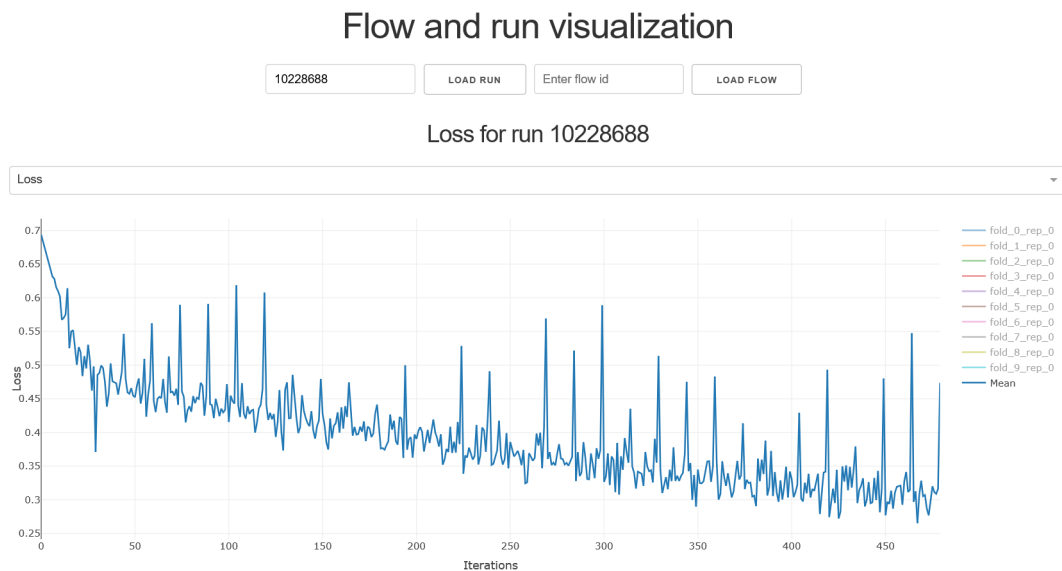 Flow and run visualization
10228688 LOAD RUN Enter flow id LOAD FLOW
Loss for run 10228688
Loss
0.7
0.65
0.6
0.55
0.5
0.45
0.4
0.35
0.3
0.25
Loss
0 50 100 150 200 250 300 350 400 450
Iterations
fold_0_rep_0
fold_1_rep_0
fold_2_rep_0
fold_3_rep_0
fold_4_rep_0
fold_5_rep_0
fold_6_rep_0
fold_7_rep_0
fold_8_rep_0
fold_9_rep_0
Mean